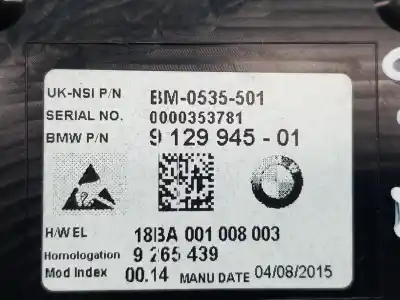 UK-NSI P/N BM-0535-501
SERIAL NO. 0000353781
BMW P/N 9 129 945 - 01
H/W EL 18BA 001 008 003
Homologation 9 265 439
Mod Index 00.14 MANU DATE 04/08/2015